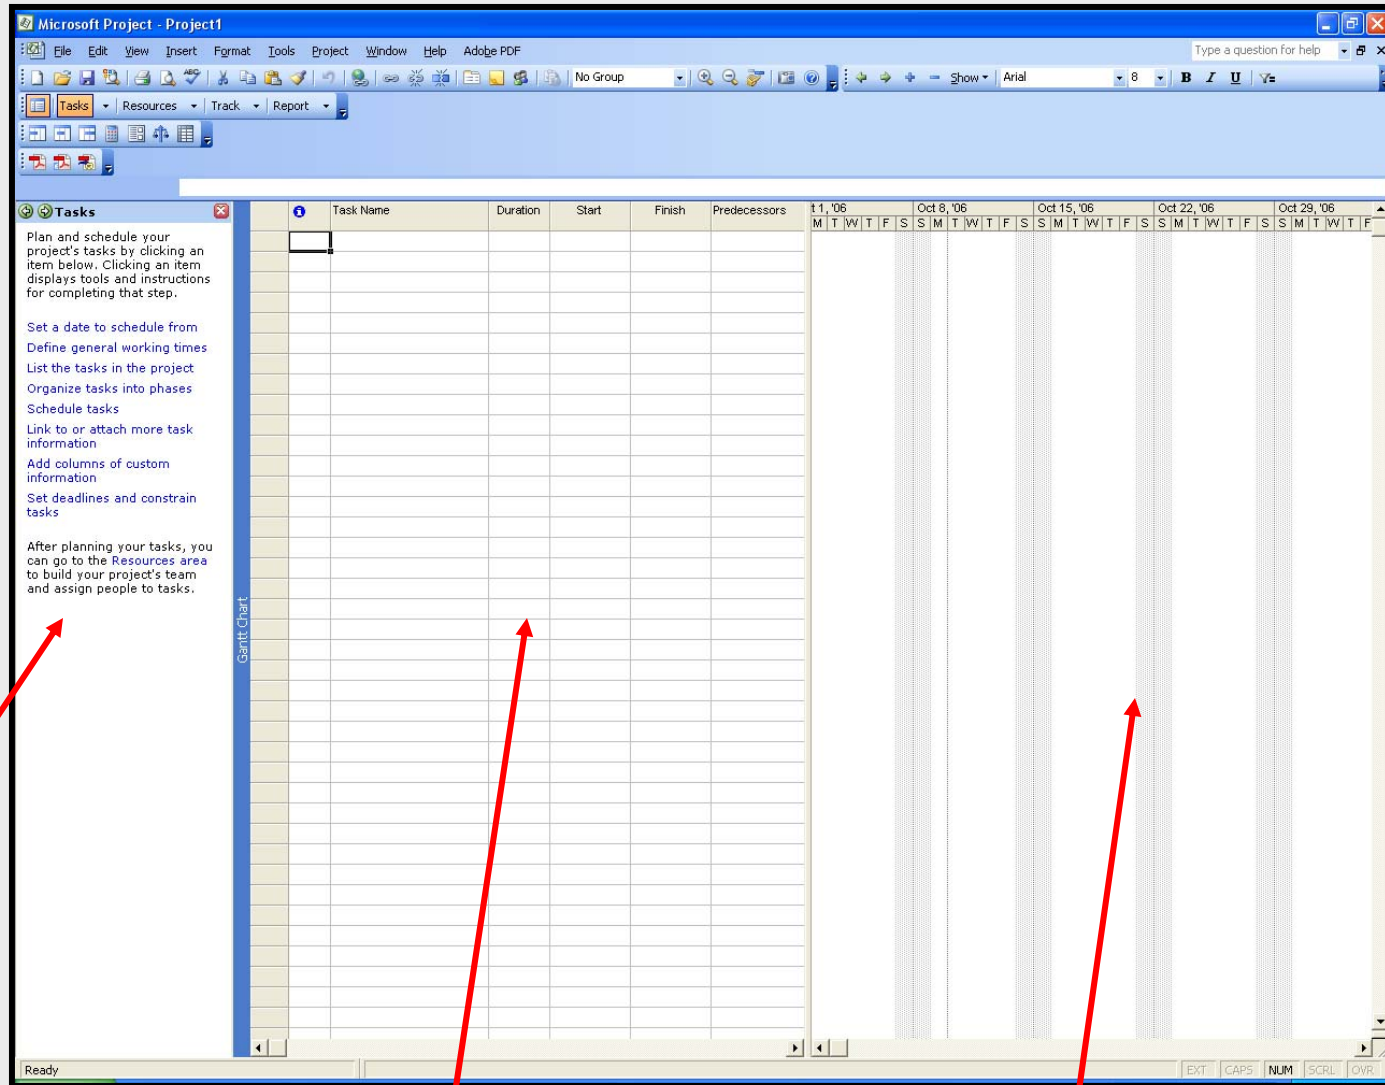 Microsoft Project - Project1
File Edit View Insert Format Tools Project Window Help Adobe PDF
Type a question for help
No Group
Show
Arial
8
B I U
Tasks Resources Track Report
Tasks
Plan and schedule your
project's tasks by clicking an
item below. Clicking an item
displays tools and instructions
for completing that step.
Set a date to schedule from
Define general working times
List the tasks in the project
Organize tasks into phases
Schedule tasks
Link to or attach more task
information
Add columns of custom
information
Set deadlines and constrain
tasks
After planning your tasks, you
can go to the Resources area
to build your project's team
and assign people to tasks.
Gantt Chart
Task Name Duration Start Finish Predecessors
t 1, '06 Oct 8, '06 Oct 15, '06 Oct 22, '06 Oct 29, '06
M T W T F S S M T W T F S S M T W T F S S M T W T F S S M T W T F
Ready
EXT CAPS NUM SCRL OVR